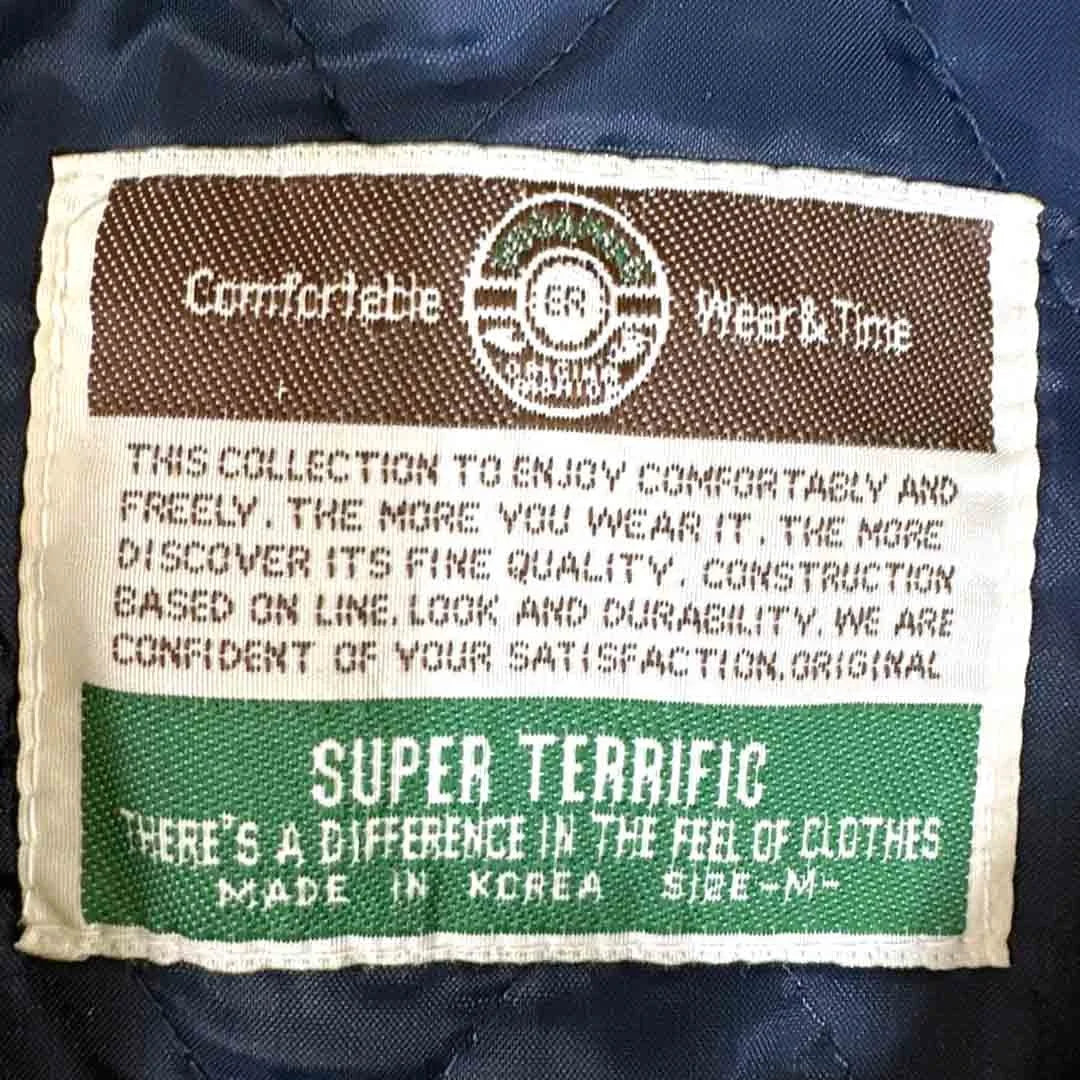 Comfortable Wear & Time
THIS COLLECTION TO ENJOY COMFORTABLY AND
FREELY. THE MORE YOU WEAR IT. THE MORE
DISCOVER ITS FINE QUALITY. CONSTRUCTION
BASED ON LINE. LOOK AND DURABILITY. WE ARE
CONFIDENT OF YOUR SATISFACTION. ORIGINAL
SUPER TERRIFIC
THERE'S A DIFFERENCE IN THE FEEL OF CLOTHES
MADE IN KOREA SIZE-M-